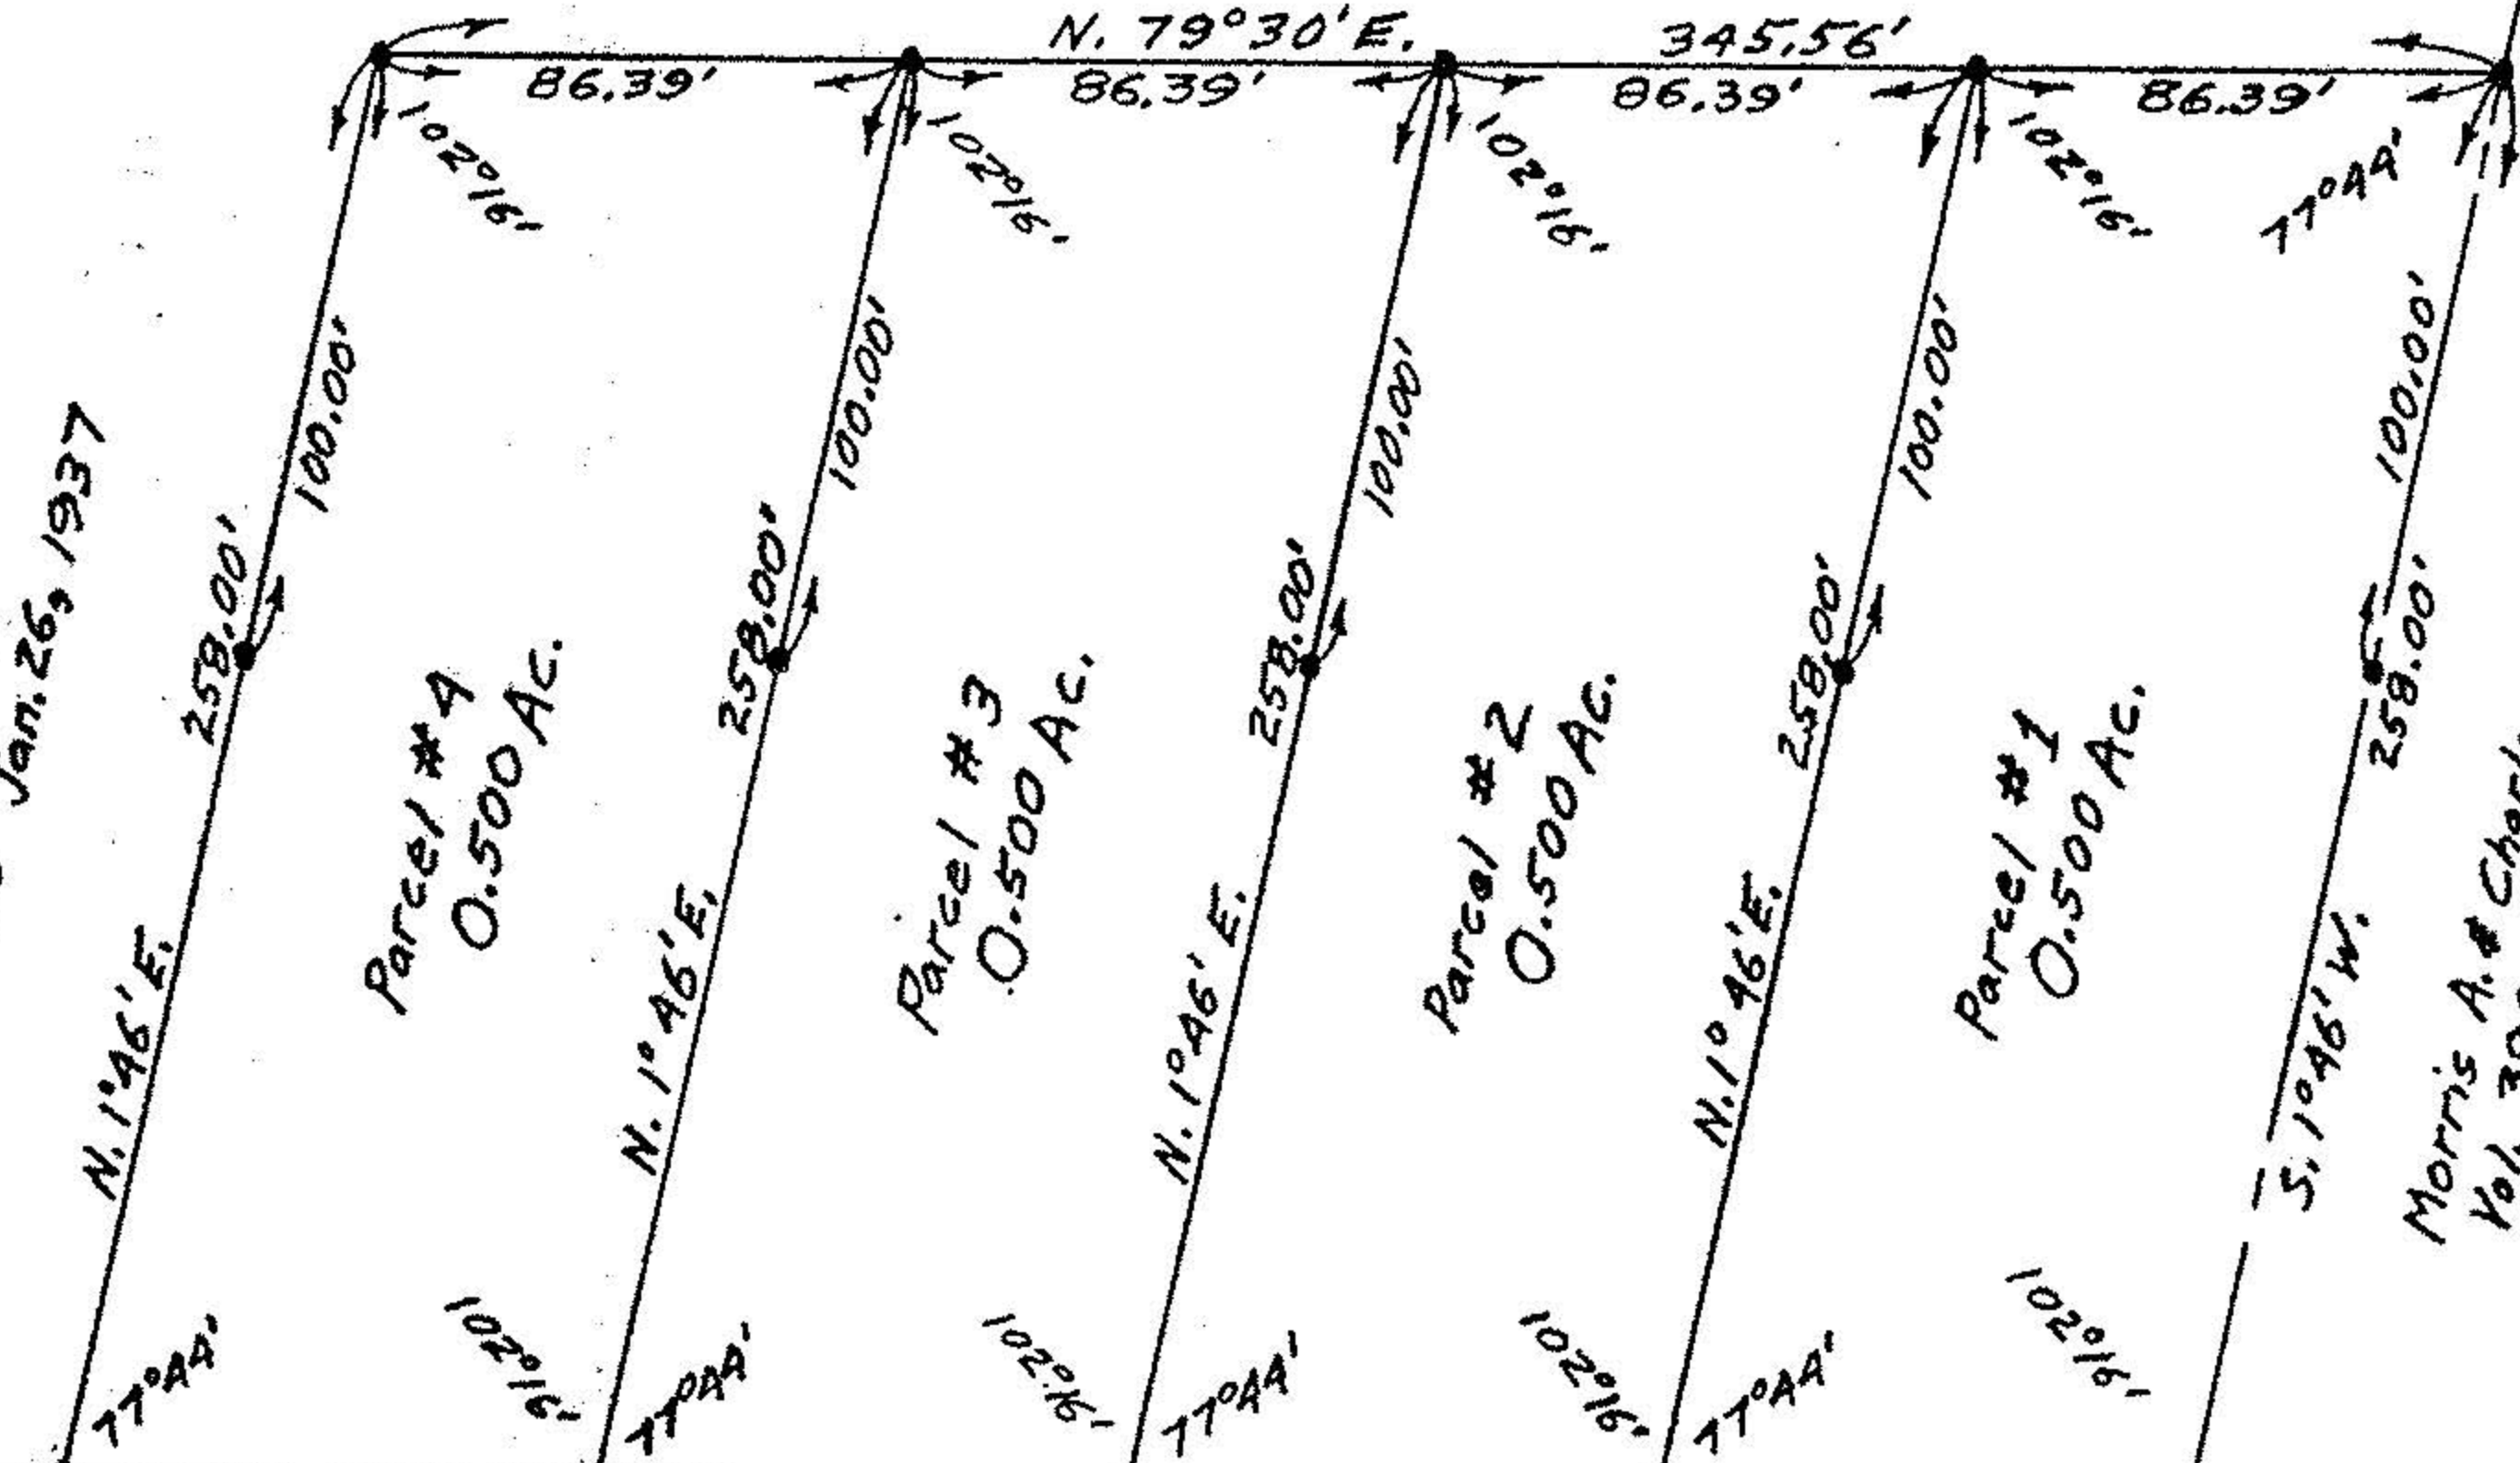 N. 79°30'E.
345.56'
86.39'
86.39'
86.39'
86.39'
102°16'
102°16'
102°16'
102°16'
77°44'
100.00'
100.00'
100.00'
100.00'
100.00'
Jan. 26, 1937
258.00'
258.00'
258.00'
258.00'
258.00'
Parcel #4
0.500 Ac.
Parcel #3
0.500 Ac.
Parcel #2
0.500 Ac.
Parcel #1
0.500 Ac.
N. 1°46'E.
N. 1°46'E.
N. 1°46'E.
N. 1°46'E.
S. 1°46'W.
Morris A. &
Vol.
77°44'
102°16'
77°44'
102°16'
77°44'
102°16'
77°44'
102°16'